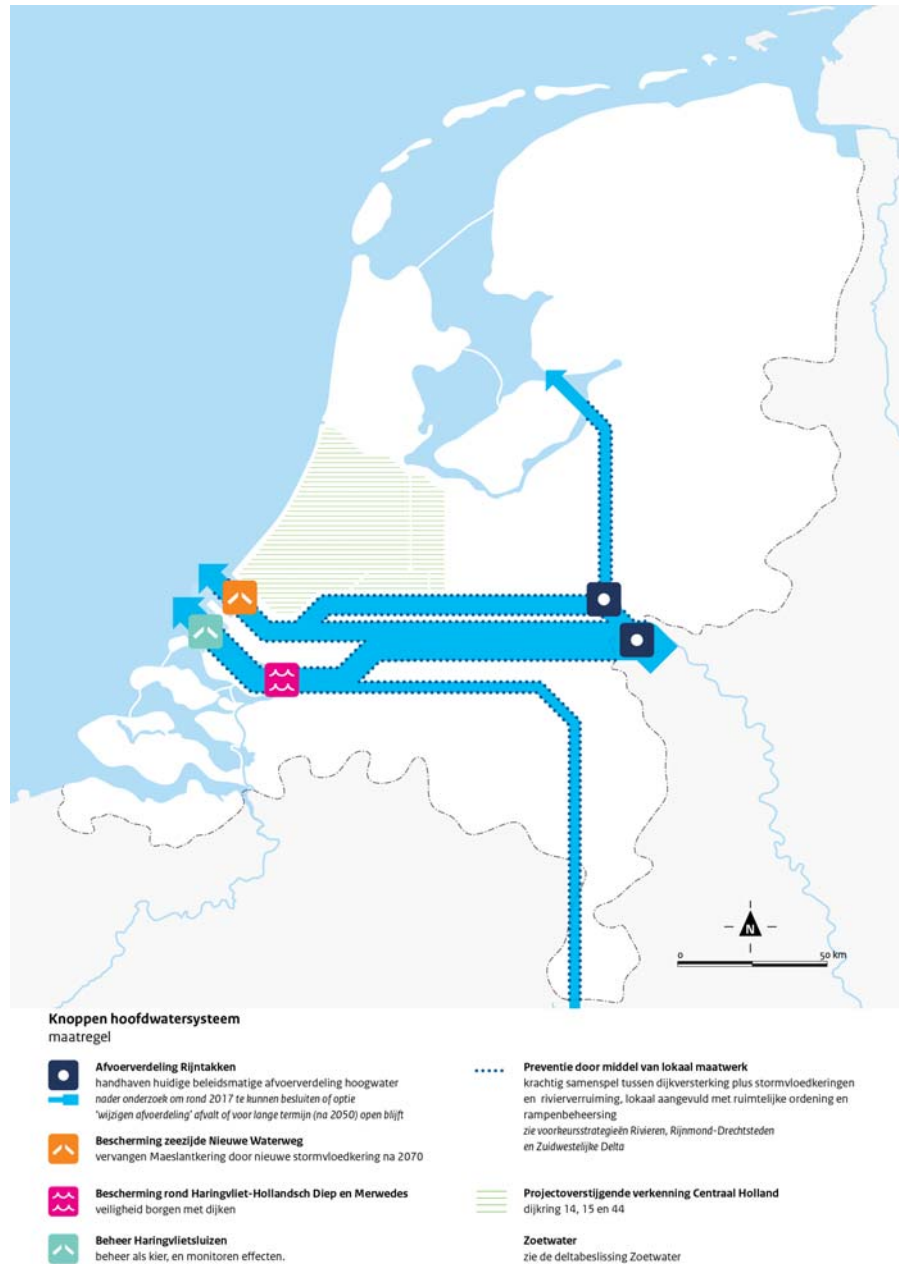 N
0
50 km
Knoppen hoofdwatersysteem
maatregel
Afvoerverdeling Rijntakken
handhaven huidige beleidsmatige afvoerverdeling hoogwater
nader onderzoek om rond 2017 te kunnen besluiten of optie
'wijzigen afvoerdeling' afvalt of voor lange termijn (na 2050) open blijft
Bescherming zeezijde Nieuwe Waterweg
vervangen Maeslantkering door nieuwe stormvloedkering na 2070
Bescherming rond Haringvliet-Hollandsch Diep en Merwedes
veiligheid borgen met dijken
Beheer Haringvlietsluizen
beheer als kier, en monitoren effecten.
Preventie door middel van lokaal maatwerk
krachtig samenspel tussen dijkversterking plus stormvloedkeringen
en rivierverruiming, lokaal aangevuld met ruimtelijke ordening en
rampenbeheersing
zie voorkeursstrategieën Rivieren, Rijnmond-Drechtsteden
en Zuidwestelijke Delta
Projectoverstijgende verkenning Centraal Holland
dijkring 14, 15 en 44
Zoetwater
zie de deltabeslissing Zoetwater